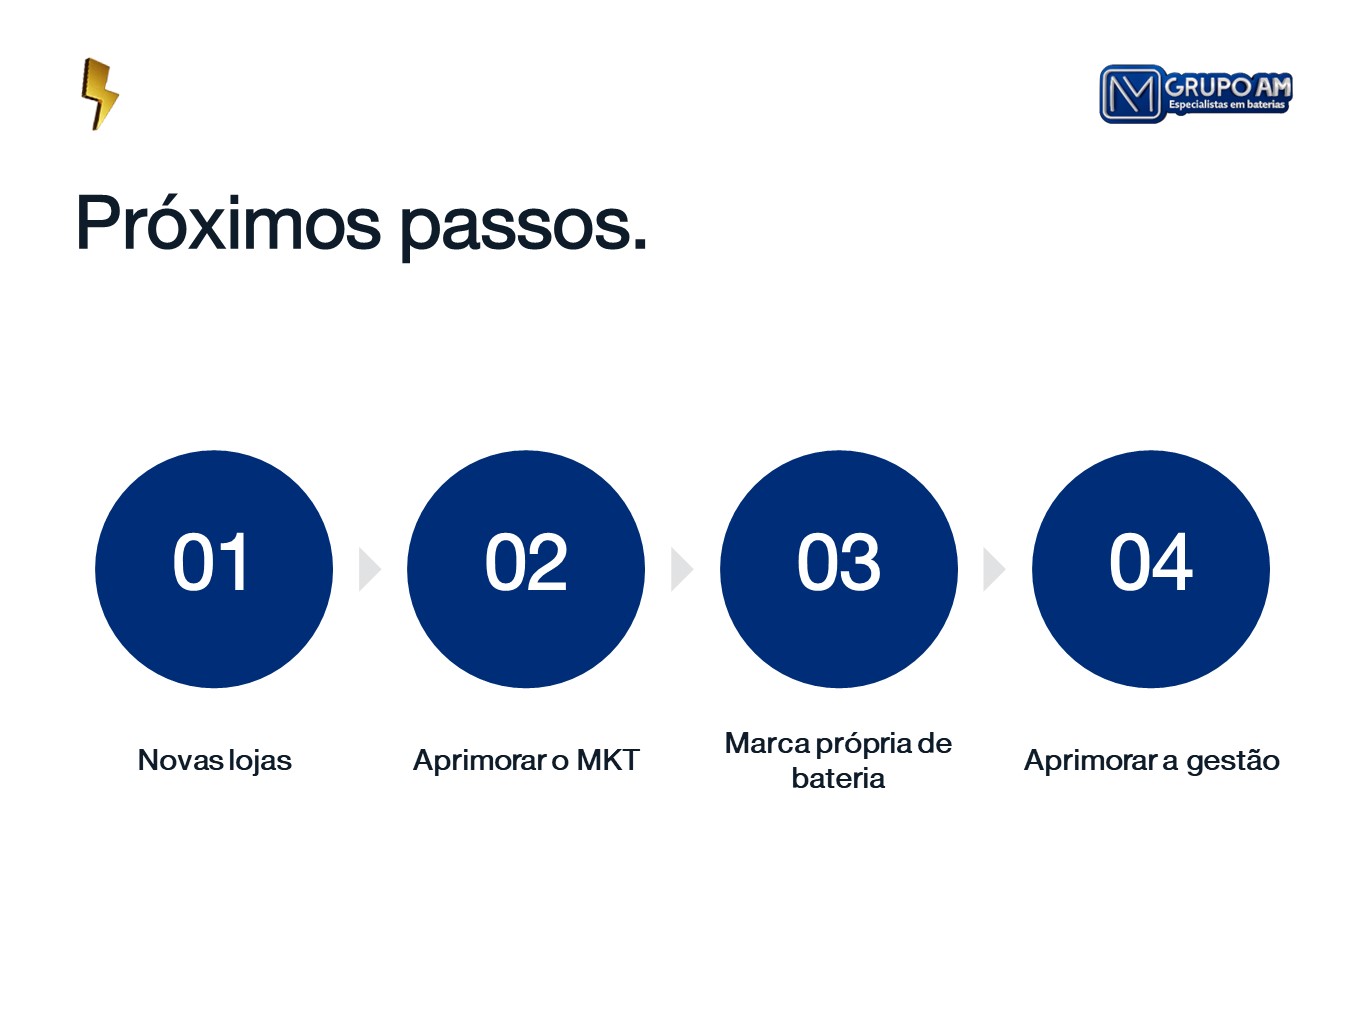 GRUPO AM
Especialistas em baterias
Próximos passos.
01
02
03
04
Novas lojas
Aprimorar o MKT
Marca própria de
bateria
Aprimorar a gestão